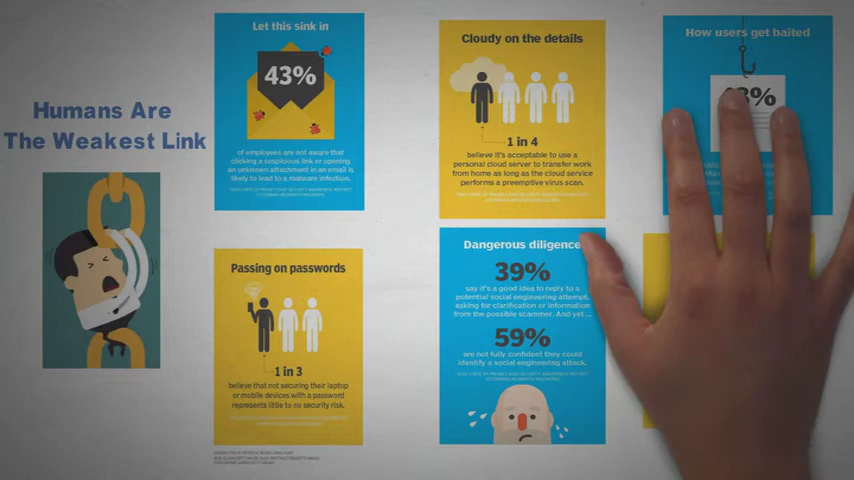 Humans Are
The Weakest Link
Let this sink in
43%
of employees are not aware that
clicking a suspicious link or opening
an unknown attachment in an email is
likely to lead to a malware infection.
Passing on passwords
1 in 3
believe that not securing their laptop
or mobile devices with a password
represents little to no security risk.
Cloudy on the details
1 in 4
believe it's acceptable to use a
personal cloud server to transfer work
from home as long as the cloud service
performs a preemptive virus scan.
Dangerous diligence
39%
say it's a good idea to reply to a
potential social engineering attempt,
asking for clarification or information
from the possible scammer. And yet ...
59%
are not fully confident they could
identify a social engineering attack.
How users get baited